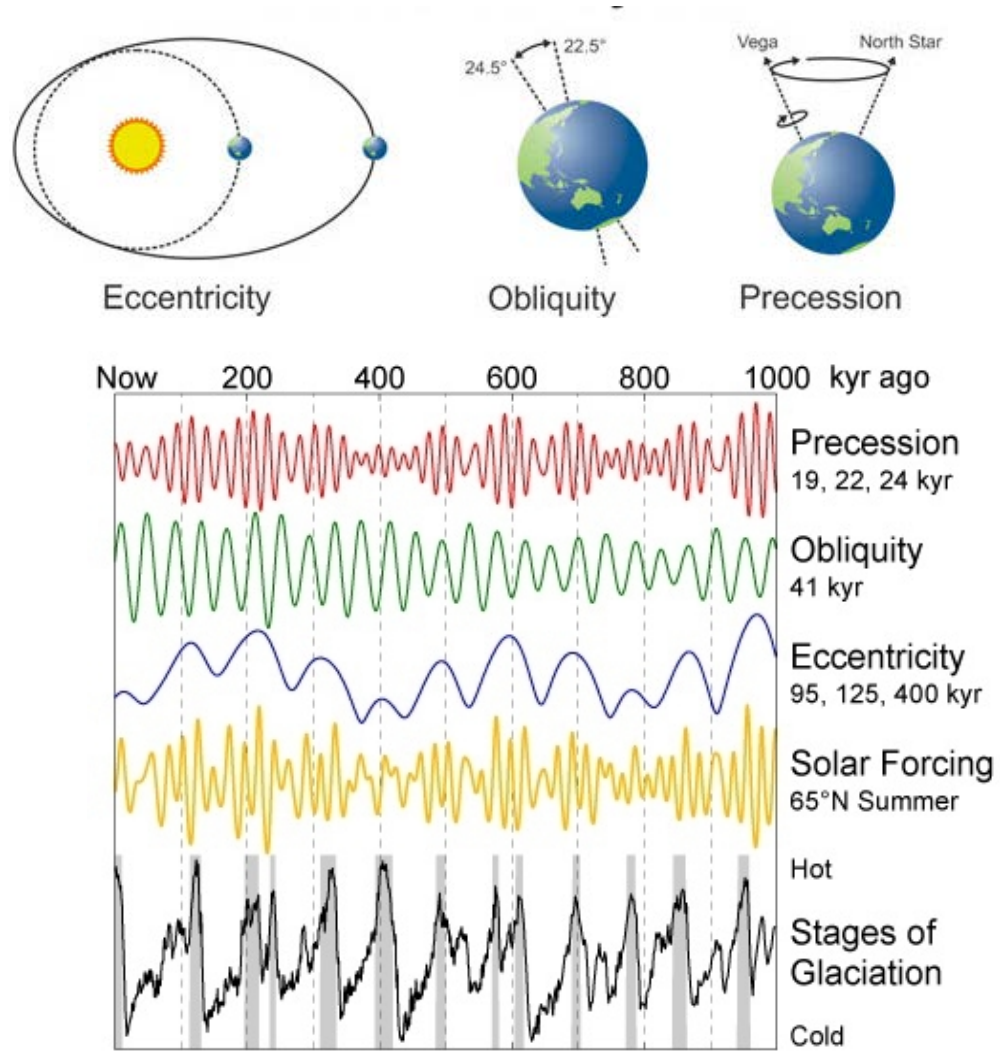 24.5°
22.5°
Vega
North Star
Eccentricity
Obliquity
Precession
Now 200 400 600 800 1000 kyr ago
Precession
19, 22, 24 kyr
Obliquity
41 kyr
Eccentricity
95, 125, 400 kyr
Solar Forcing
65°N Summer
Hot
Stages of
Glaciation
Cold